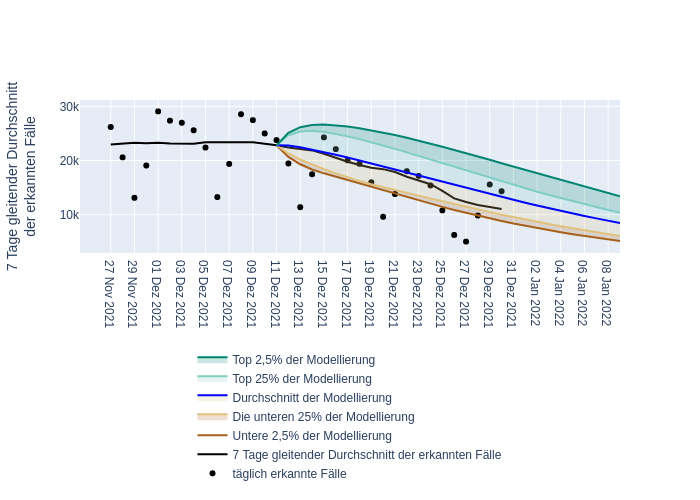 7 Tage gleitender Durchschnitt
der erkannten Fälle
30k
20k
10k
27 Nov 2021
29 Nov 2021
01 Dez 2021
03 Dez 2021
05 Dez 2021
07 Dez 2021
09 Dez 2021
11 Dez 2021
13 Dez 2021
15 Dez 2021
17 Dez 2021
19 Dez 2021
21 Dez 2021
23 Dez 2021
25 Dez 2021
27 Dez 2021
29 Dez 2021
31 Dez 2021
02 Jan 2022
04 Jan 2022
06 Jan 2022
08 Jan 2022
Top 2,5% der Modellierung
Top 25% der Modellierung
Durchschnitt der Modellierung
Die unteren 25% der Modellierung
Untere 2,5% der Modellierung
7 Tage gleitender Durchschnitt der erkannten Fälle
täglich erkannte Fälle